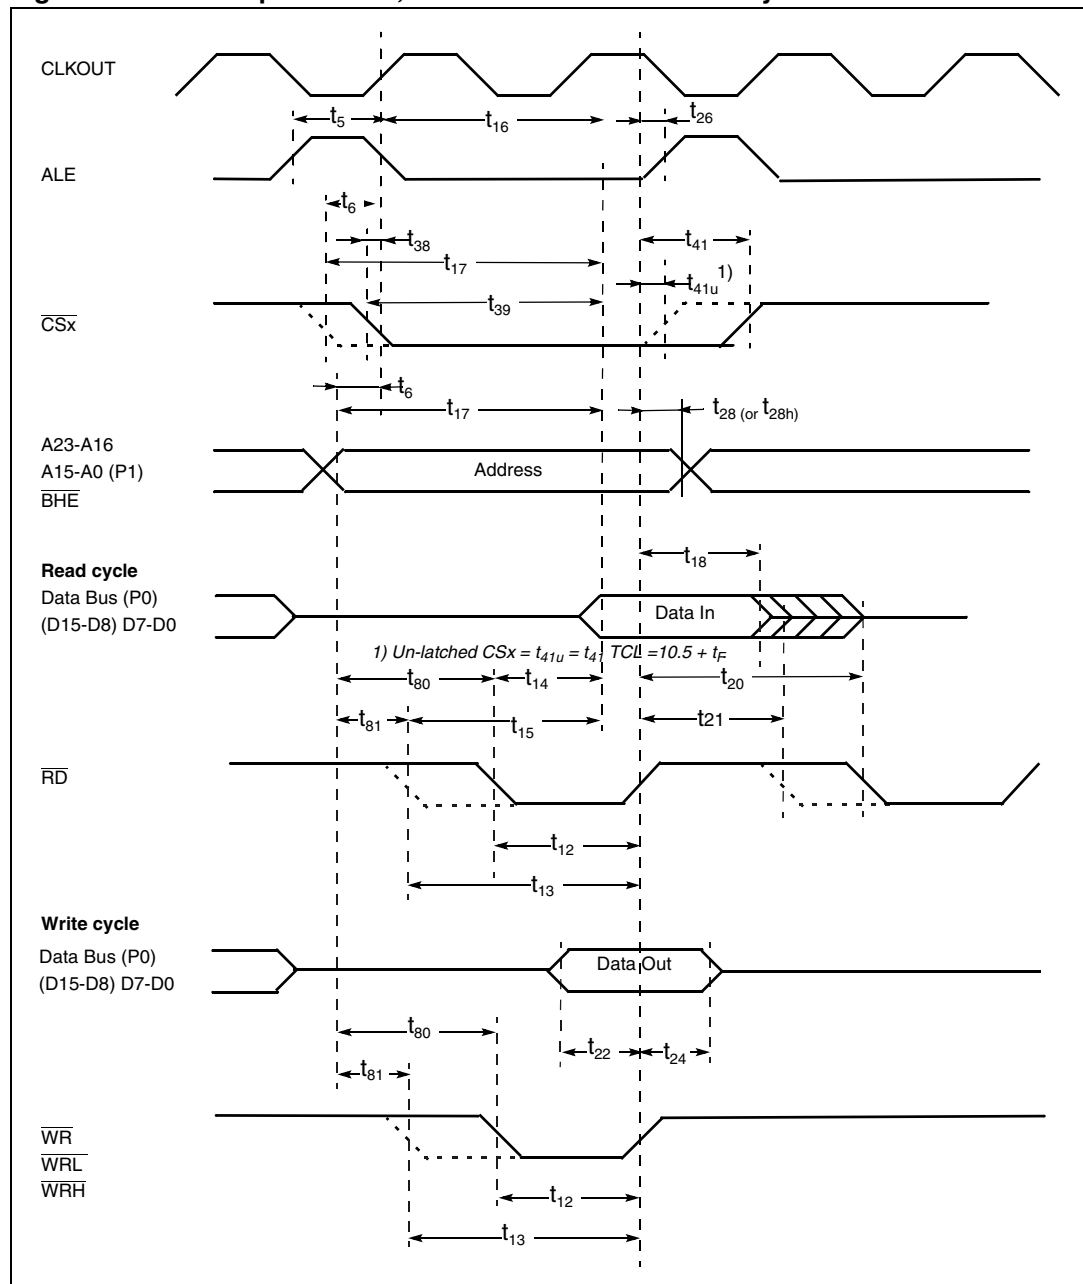 CLKOUT
t5
t16
t26
ALE
t6
t38
t41
t17
t41u 1)
t39
CSx
t6
t17
t28 (or t28h)
A23-A16
A15-A0 (P1)
Address
BHE
t18
Read cycle
Data Bus (P0)
Data In
(D15-D8) D7-D0
1) Un-latched CSx = t41u = t41 TCL =10.5 + tF
t80
t14
t20
t81
t15
t21
RD
t12
t13
Write cycle
Data Bus (P0)
Data Out
(D15-D8) D7-D0
t80
t22
t24
t81
WR
WRL
WRH
t12
t13